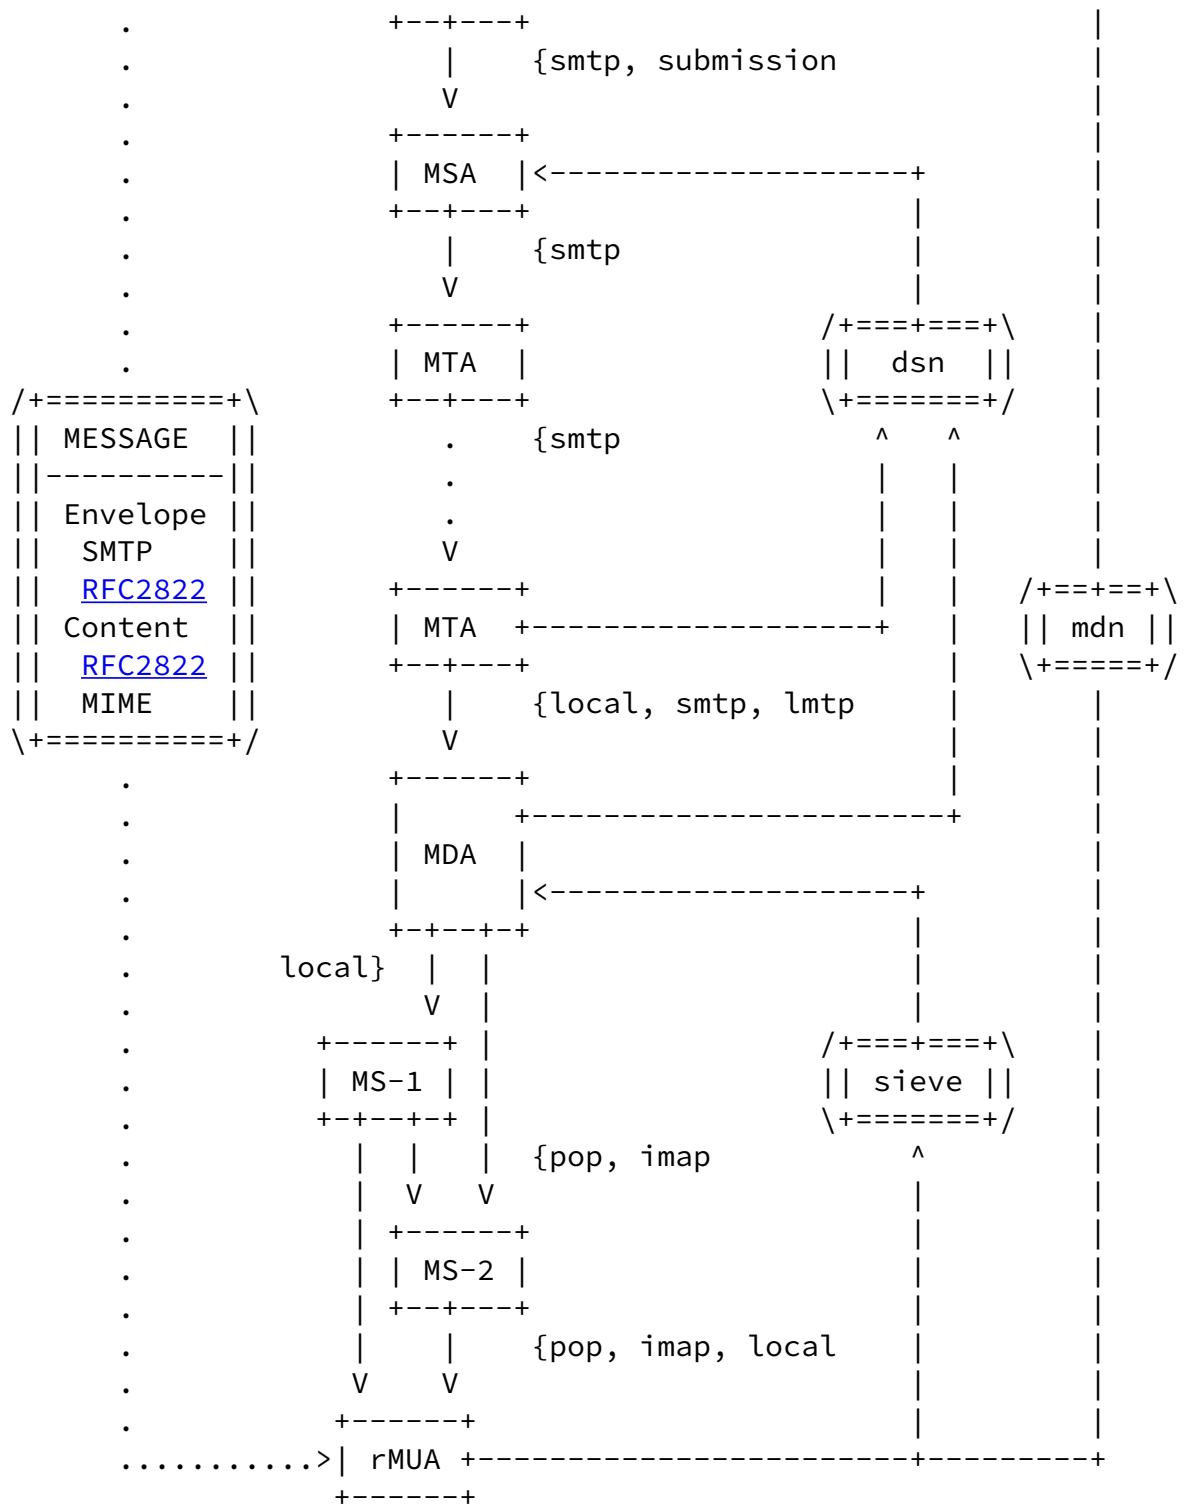 .              +--+---+                               |
      .                 |    {smtp, submission              |
      .                 V                                   |
      .              +------+                               |
      .              | MSA  |<--------------------+         |
      .              +--+---+                     |         |
      .                 |    {smtp                |         |
      .                 V                         |         |
      .              +------+                /+===+===+\    |
      .              | MTA  |                ||  dsn  ||    |
/+==========+\       +--+---+                \+=======+/    |
|| MESSAGE  ||          .    {smtp              ^   ^       |
||----------||          .                       |   |       |
|| Envelope ||          .                       |   |       |
||  SMTP    ||          V                       |   |       |
||  RFC2822 ||       +------+                   |   |   /+==+==+\
|| Content  ||       | MTA  +-------------------+   |   || mdn ||
||  RFC2822 ||       +--+---+                       |   \+=====+/
||  MIME    ||          |    {local, smtp, lmtp     |       |
\+==========+/          V                           |       |
      .              +------+                       |       |
      .              |      +-----------------------+       |
      .              | MDA  |                               |
      .              |      |<--------------------+         |
      .              +-+--+-+                     |         |
      .        local}  |  |                       |         |
      .                V  |                       |         |
      .          +------+ |                  /+===+===+\    |
      .          | MS-1 | |                  || sieve ||    |
      .          +-+--+-+ |                  \+=======+/    |
      .            |  |   |  {pop, imap           ^         |
      .            |  V   V                       |         |
      .            | +------+                     |         |
      .            | | MS-2 |                     |         |
      .            | +--+---+                     |         |
      .            |    |    {pop, imap, local    |         |
      .            V    V                         |         |
      .           +------+                        |         |
      ...........>| rMUA +------------------------+---------+
                  +------+